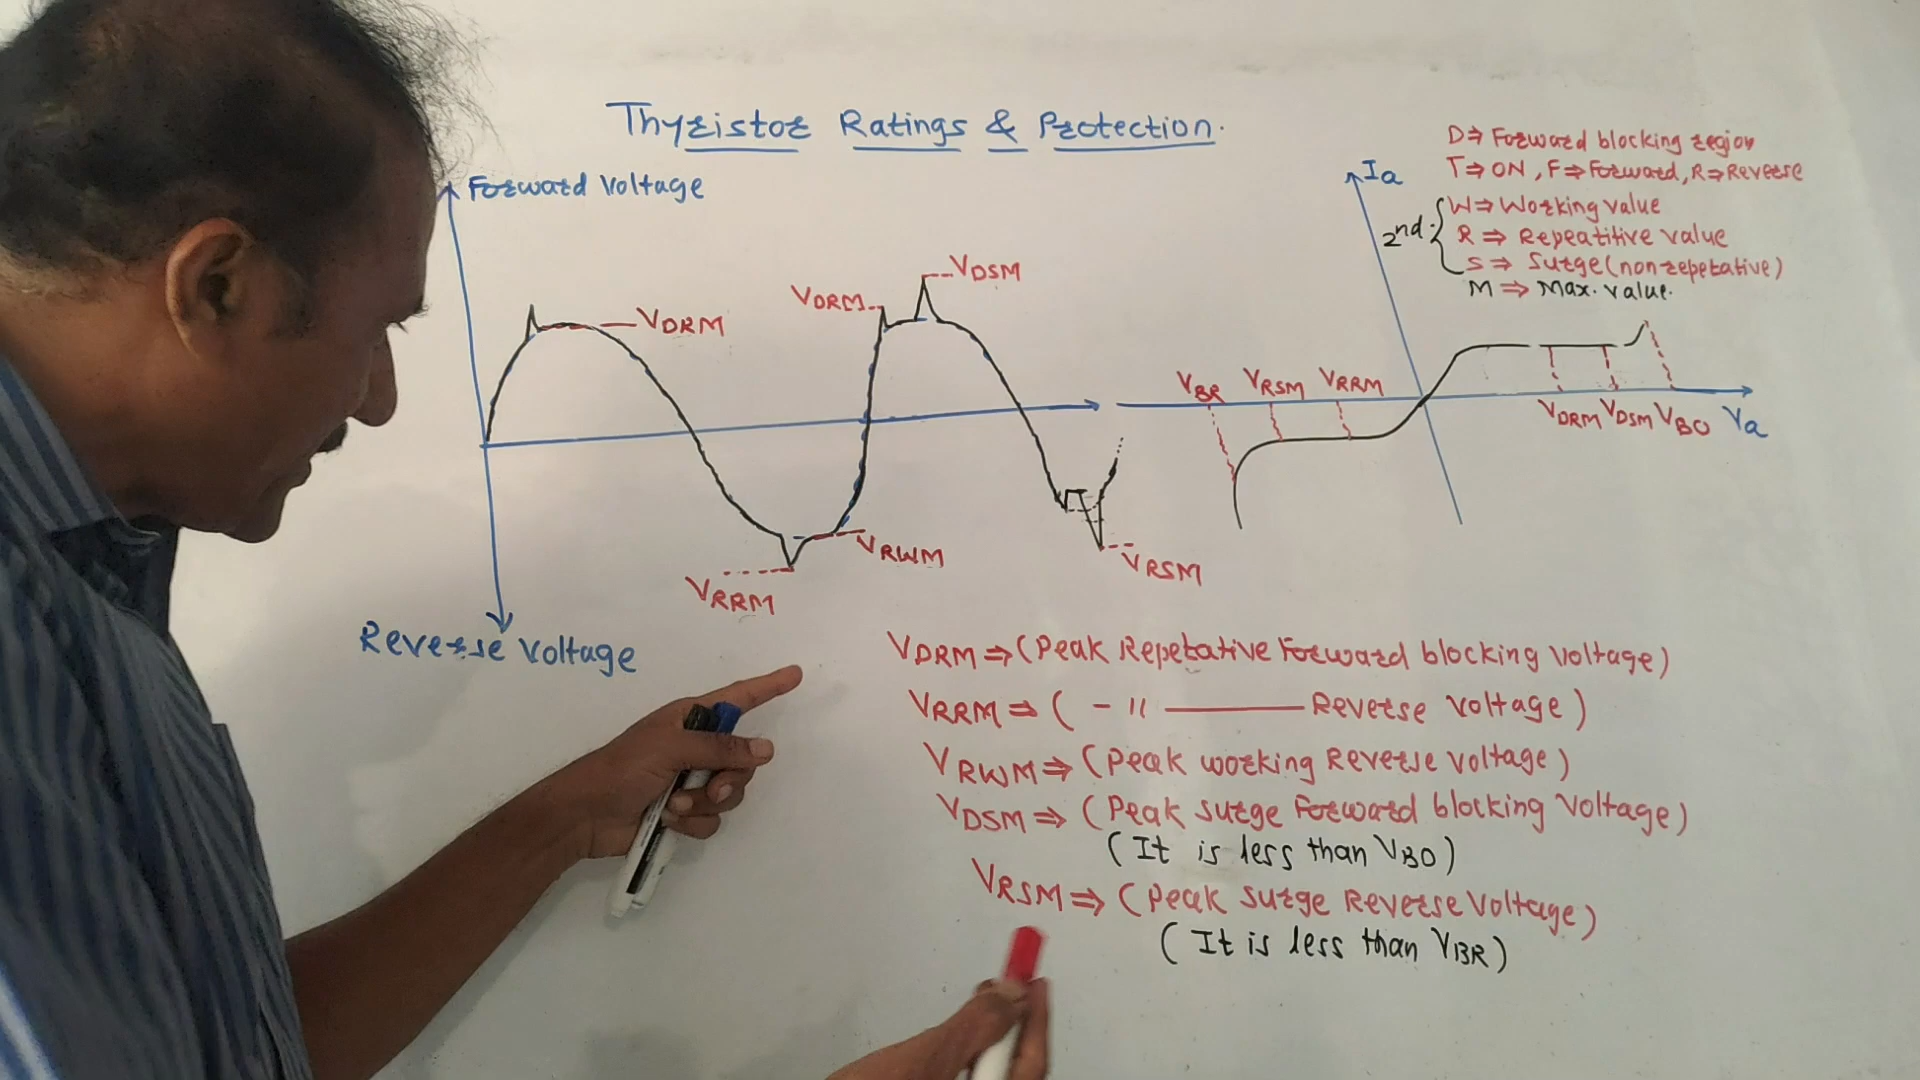 Thyristor Ratings & Protection.
D⇒ Forward blocking region
T⇒ ON, F⇒Forward, R⇒Reverse
2nd. { W⇒ Working value
R ⇒ Repeatitive value
S ⇒ Surge(nonrepetative)
M ⇒ Max. value.
Forward Voltage
Ia
VDRM
VDRM
VDSM
VRRM
VRWM
VRSM
VBR VRSM VRRM
VDRM VDSM VBO Va
Reverse Voltage
VDRM ⇒ (Peak Repetative Forward blocking Voltage)
VRRM ⇒ ( - 11 ——— Reverse Voltage )
VRWM ⇒ (Peak working Reverse Voltage)
VDSM ⇒ (Peak Surge Forward blocking Voltage)
(It is less than VBO)
VRSM ⇒ (Peak Surge Reverse Voltage)
(It is less than VBR)